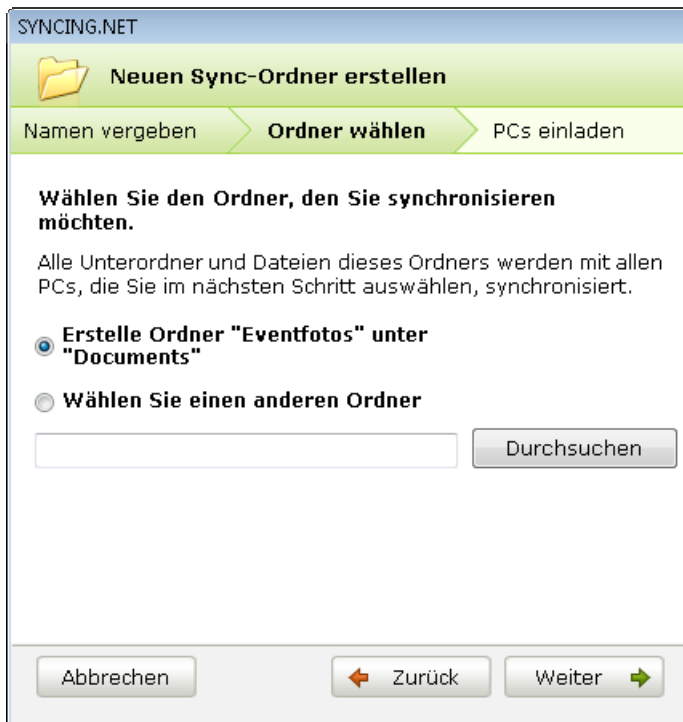 SYNCING.NET
Neuen Sync-Ordner erstellen
Namen vergeben Ordner wählen PCs einladen
Wählen Sie den Ordner, den Sie synchronisieren
möchten.
Alle Unterordner und Dateien dieses Ordners werden mit allen
PCs, die Sie im nächsten Schritt auswählen, synchronisiert.
Erstelle Ordner "Eventfotos" unter
"Documents"
Wählen Sie einen anderen Ordner
Durchsuchen
Abbrechen Zurück Weiter